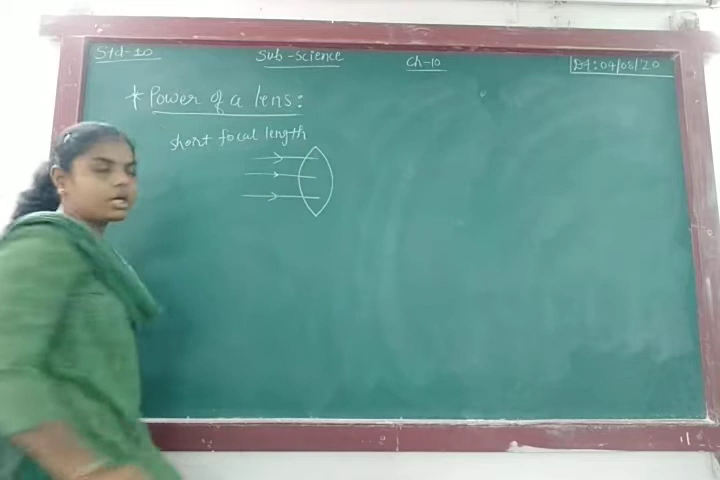 Std-10
Sub-Science
Ch-10
Dt:04/08/20
* Power of a lens:
short focal length